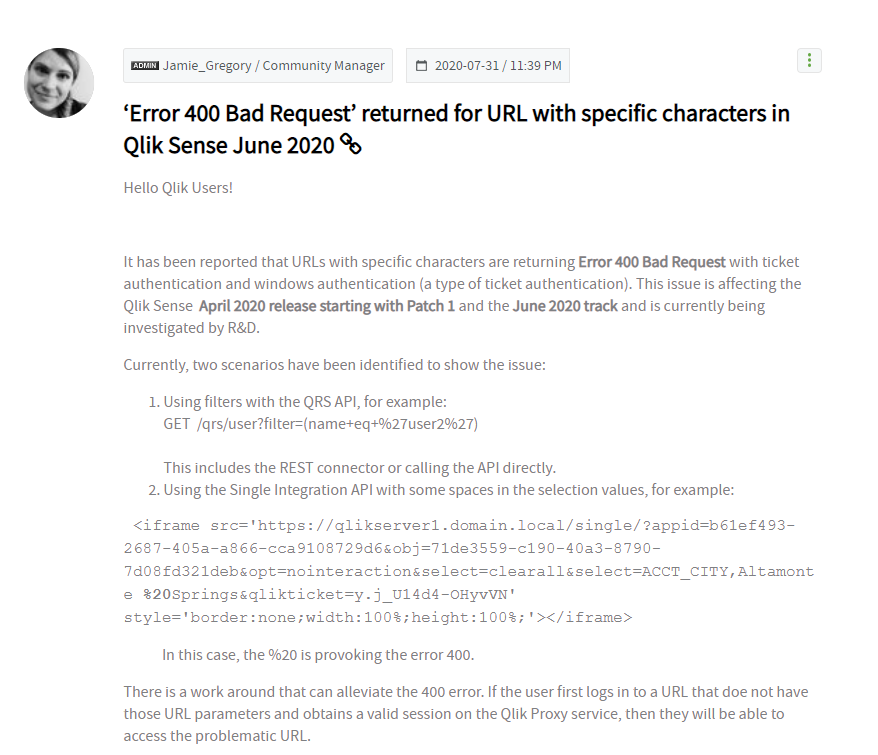 ADMIN Jamie_Gregory / Community Manager 2020-07-31 / 11:39 PM
‘Error 400 Bad Request’ returned for URL with specific characters in
Qlik Sense June 2020
Hello Qlik Users!
It has been reported that URLs with specific characters are returning Error 400 Bad Request with ticket
authentication and windows authentication (a type of ticket authentication). This issue is affecting the
Qlik Sense April 2020 release starting with Patch 1 and the June 2020 track and is currently being
investigated by R&D.
Currently, two scenarios have been identified to show the issue:
1. Using filters with the QRS API, for example:
GET /qrs/user?filter=(name+eq+%27user2%27)
This includes the REST connector or calling the API directly.
2. Using the Single Integration API with some spaces in the selection values, for example:
<iframe src='https://qlikserver1.domain.local/single/?appid=b61ef493-
2687-405a-a866-cca9108729d6&obj=71de3559-c190-40a3-8790-
7d08fd321deb&opt=nointeraction&select=clearall&select=ACCT_CITY,Altamont
e %20Springs&qlikticket=y.j_U14d4-OHyvVN'
style='border:none;width:100%;height:100%;'></iframe>
In this case, the %20 is provoking the error 400.
There is a work around that can alleviate the 400 error. If the user first logs in to a URL that doe not have
those URL parameters and obtains a valid session on the Qlik Proxy service, then they will be able to
access the problematic URL.